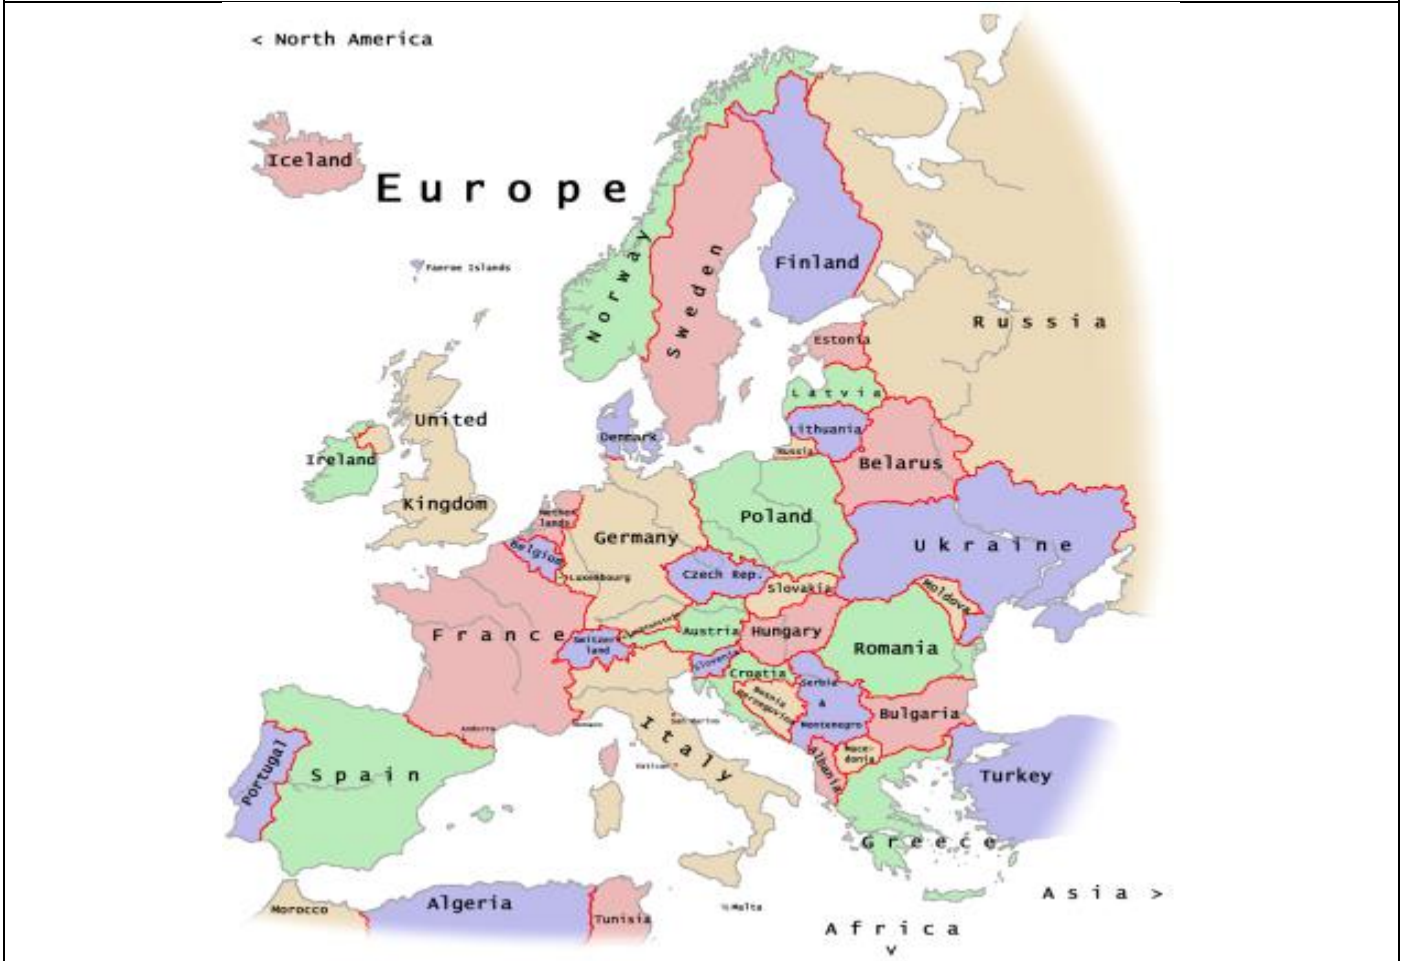 < North America
Iceland
Europe
Faeroe Islands
Norway
Sweden
Finland
Russia
Estonia
Latvia
Lithuania
Russia
Belarus
United
Kingdom
Ireland
Denmark
Nether
lands
Belgium
Luxembourg
Germany
Poland
Czech Rep.
Slovakia
Ukraine
Moldova
France
Switzer
land
Liechtenstein
Austria
Hungary
Romania
Slovenia
Croatia
Bosnia
Herzegovina
Serbia
&
Montenegro
Bulgaria
Albania
Mace-
donia
Andorra
Monaco
San Marino
Vatican
Italy
Portugal
Spain
Turkey
Greece
Malta
Morocco
Algeria
Tunisia
Asia >
Africa
v